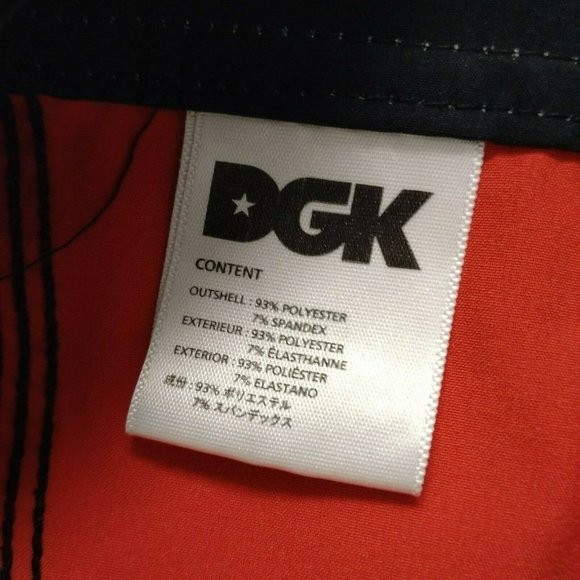 DGK
CONTENT
OUTSHELL : 93% POLYESTER
7% SPANDEX
EXTERIEUR : 93% POLYESTER
7% ÉLASTHANNE
EXTERIOR : 93% POLIÉSTER
7% ELASTANO
成份 : 93% ポリエステル
7% スパンデックス